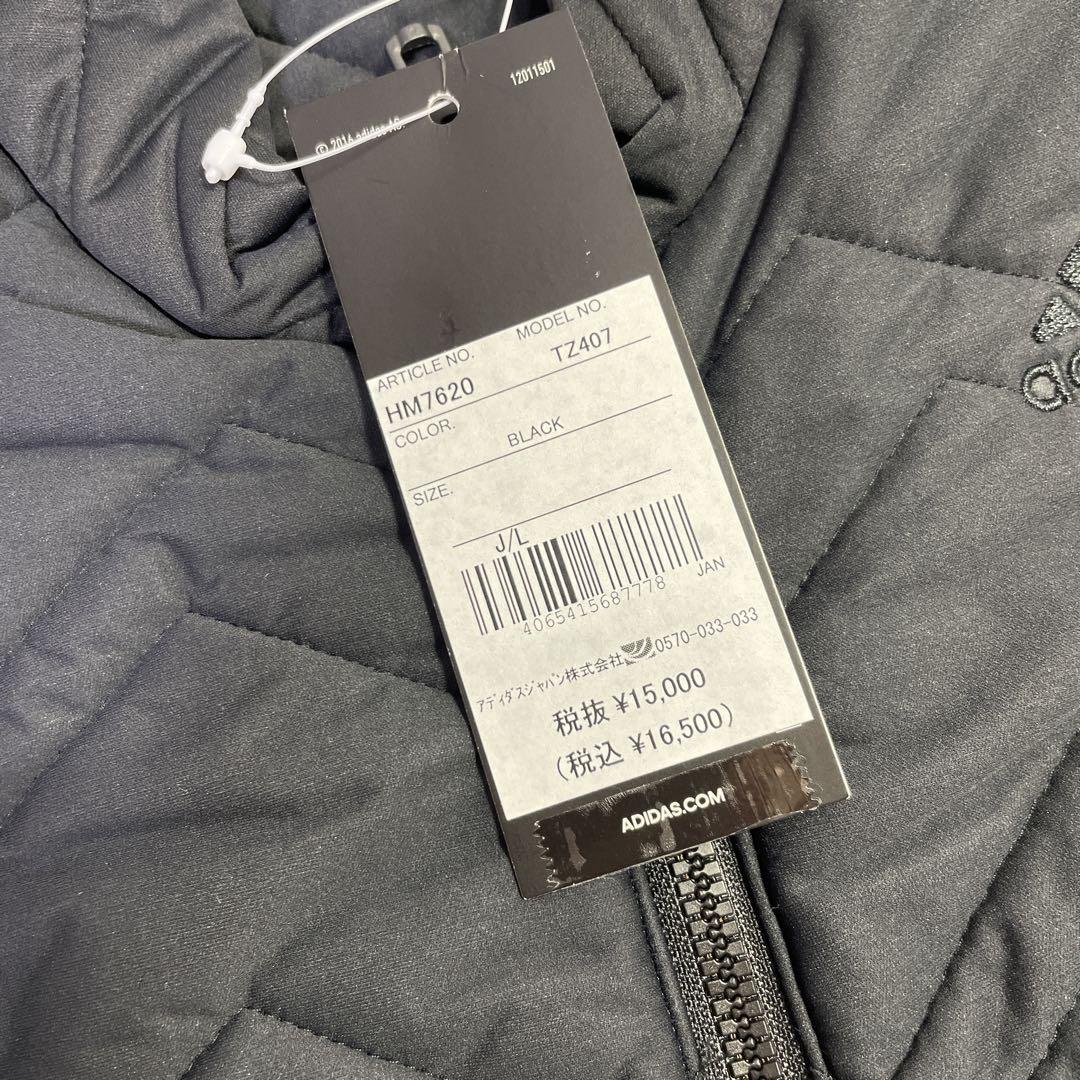 12011501
© 2016 adidas AG.
ARTICLE NO. MODEL NO.
HM7620 TZ407
COLOR.
BLACK
SIZE.
J/L
4065415687778 JAN
アディダスジャパン株式会社 0570-033-033
税抜 ¥15,000
(税込 ¥16,500)
ADIDAS.COM